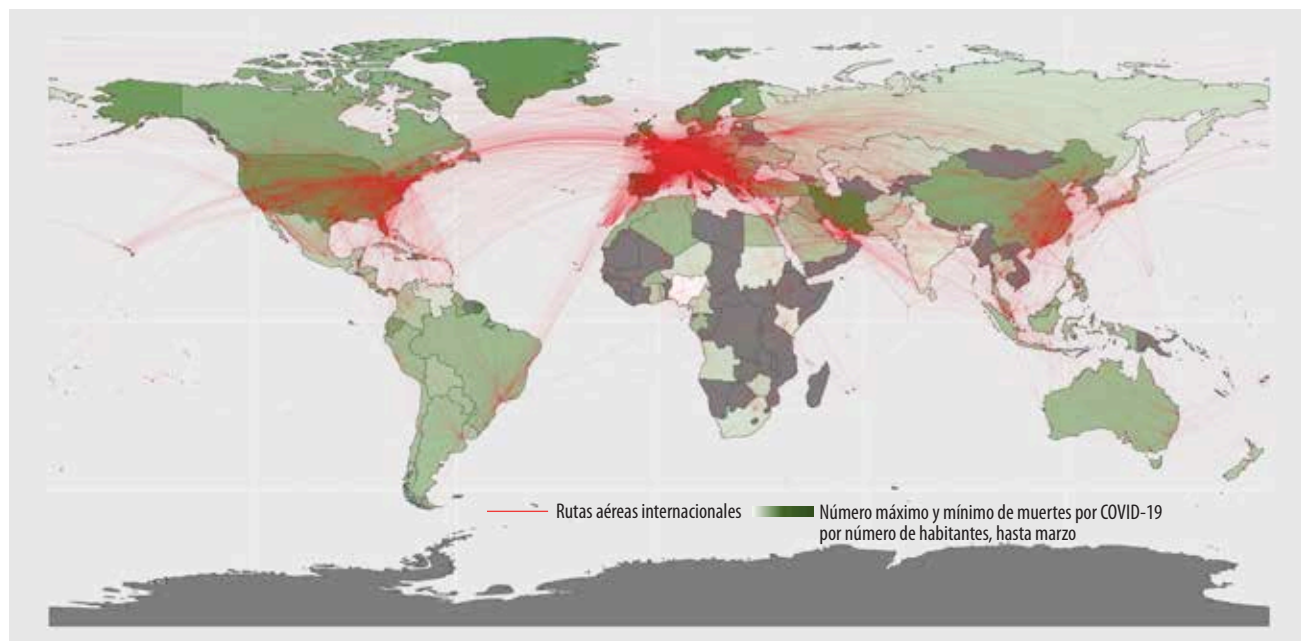 Rutas aéreas internacionales
Número máximo y mínimo de muertes por COVID-19
por número de habitantes, hasta marzo